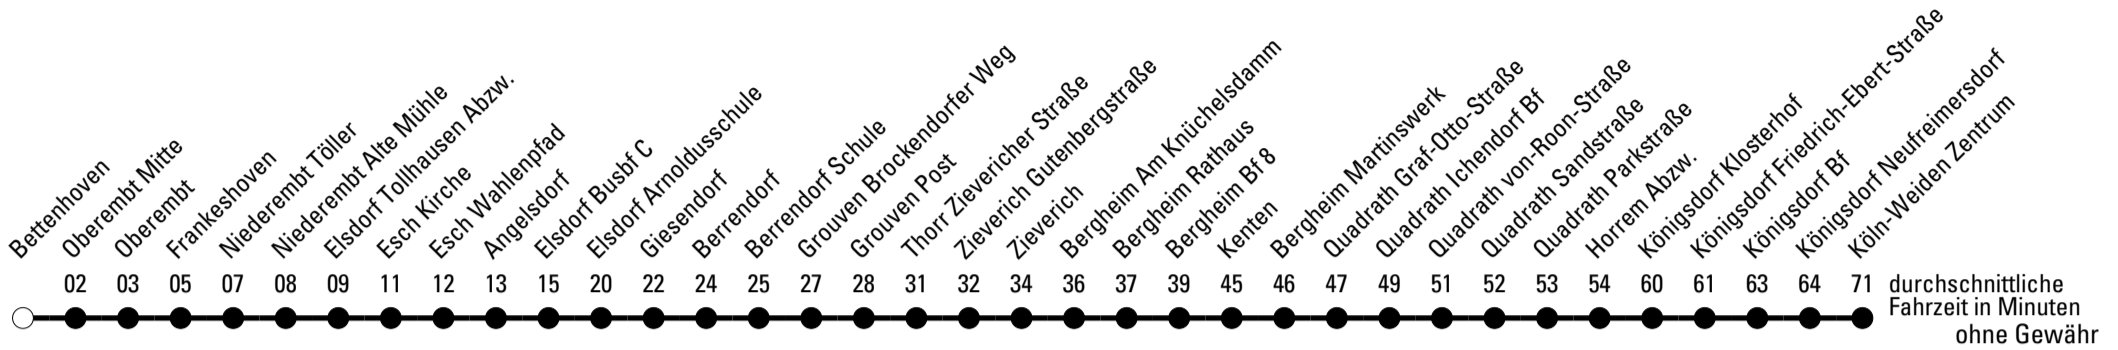 Bettenhoven
Oberembt Mitte
Oberembt
Frankeshoven
Niederembt Töller
Niederembt Alte Mühle
Elsdorf Tollhausen Abzw.
Esch Kirche
Esch Wahlenpfad
Angelsdorf
Elsdorf Busbf C
Elsdorf Arnoldusschule
Giesendorf
Berrendorf
Berrendorf Schule
Grouven Brockendorfer Weg
Grouven Post
Thorr Zievericher Straße
Zieverich Gutenbergstraße
Zieverich
Bergheim Am Knüchelsdamm
Bergheim Rathaus
Bergheim Bf 8
Kenten
Bergheim Martinswerk
Quadrath Graf-Otto-Straße
Quadrath Ichendorf Bf
Quadrath von-Roon-Straße
Quadrath Sandstraße
Quadrath Parkstraße
Horrem Abzw.
Königsdorf Klosterhof
Königsdorf Friedrich-Ebert-Straße
Königsdorf Bf
Königsdorf Neufreimersdorf
Köln-Weiden Zentrum
02 03 05 07 08 09 11 12 13 15 20 22 24 25 27 28 31 32 34 36 37 39 45 46 47 49 51 52 53 54 60 61 63 64 71 durchschnittliche
Fahrzeit in Minuten
ohne Gewähr